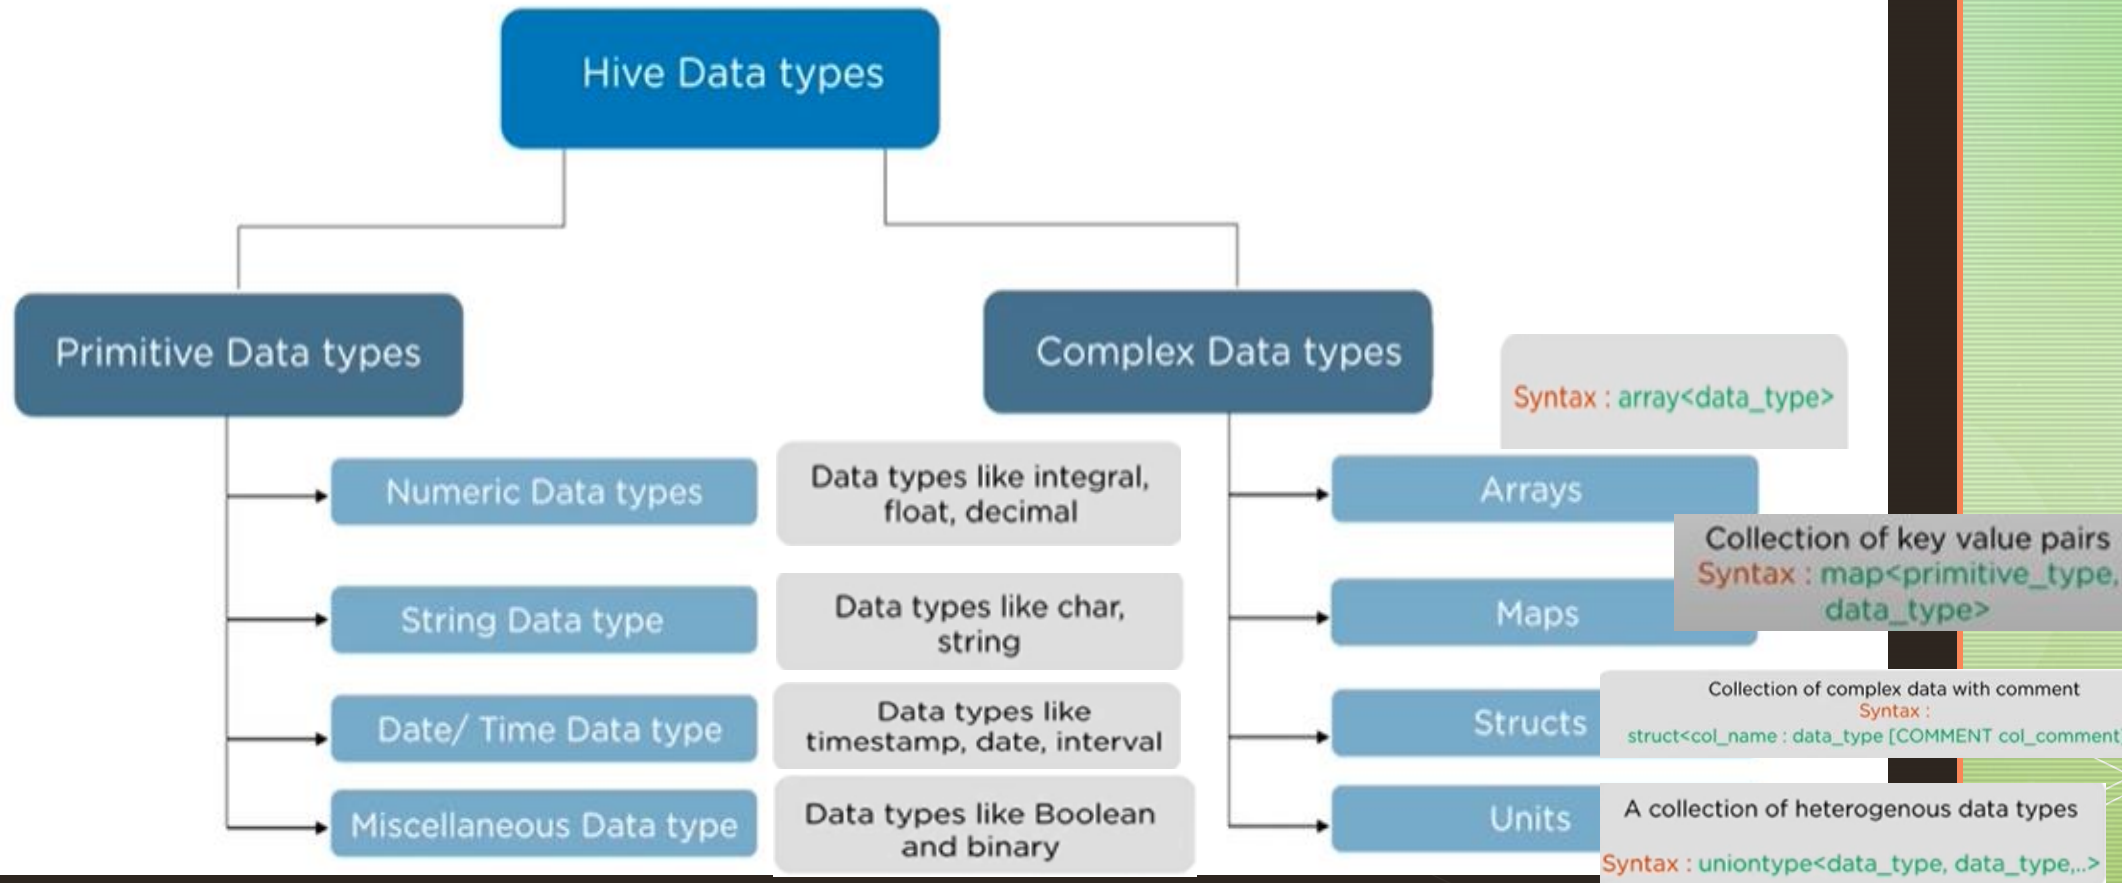 Hive Data types
Primitive Data types
Numeric Data types
Data types like integral,
float, decimal
String Data type
Data types like char,
string
Date/ Time Data type
Data types like
timestamp, date, interval
Miscellaneous Data type
Data types like Boolean
and binary
Complex Data types
Syntax : array<data_type>
Arrays
Maps
Collection of key value pairs
Syntax : map<primitive_type,
data_type>
Structs
Collection of complex data with comment
Syntax :
struct<col_name : data_type [COMMENT col_comment]
Units
A collection of heterogenous data types
Syntax : uniontype<data_type, data_type,..>